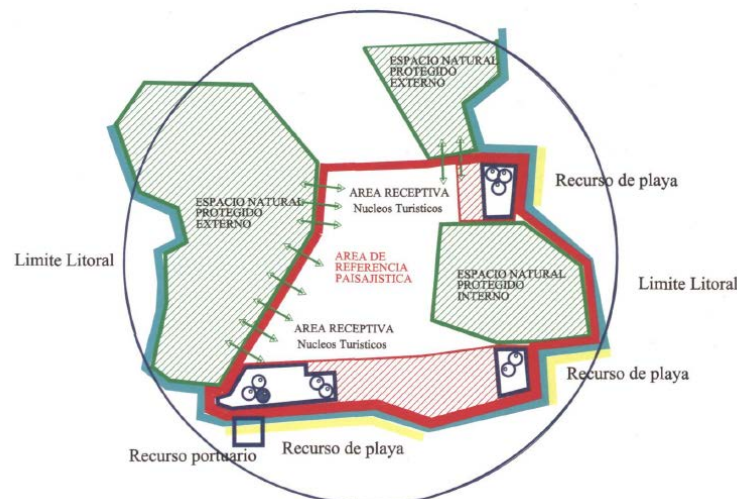 ESPACIO NATURAL
PROTEGIDO
EXTERNO
Recurso de playa
AREA RECEPTIVA
Nucleos Turisticos
ESPACIO NATURAL
PROTEGIDO
EXTERNO
Limite Litoral
AREA DE
REFERENCIA
PAISAJISTICA
ESPACIO NATURAL
PROTEGIDO
INTERNO
Limite Litoral
AREA RECEPTIVA
Nucleos Turisticos
Recurso de playa
Recurso portuario
Recurso de playa